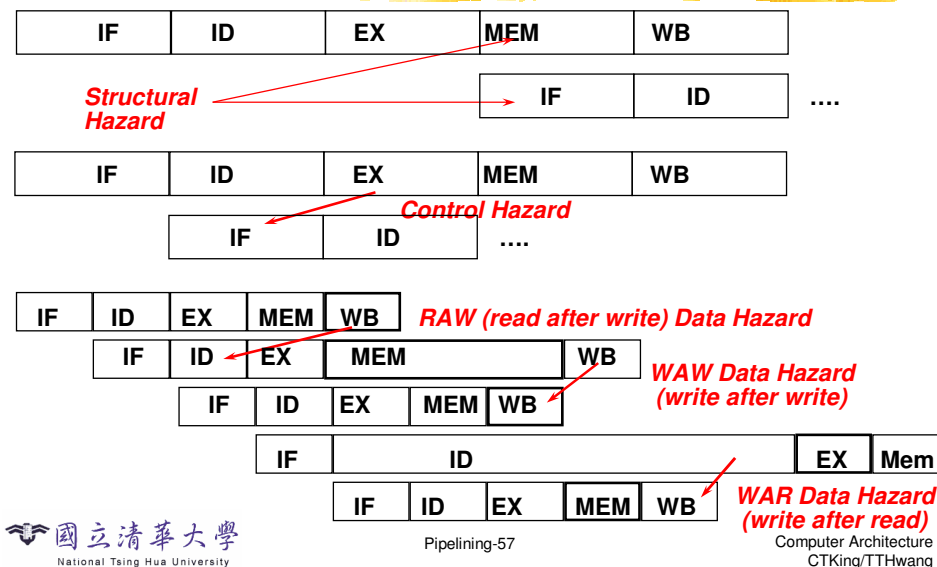 IF ID EX MEM WB
Structural
Hazard
IF ID ....
IF ID EX MEM WB
Control Hazard
IF ID ....
IF ID EX MEM WB RAW (read after write) Data Hazard
IF ID EX MEM WB
WAW Data Hazard
(write after write)
IF ID EX MEM WB
IF ID EX Mem
IF ID EX MEM WB
WAR Data Hazard
(write after read)
國立清華大學
National Tsing Hua University
Pipelining-57
Computer Architecture
CTKing/TTHwang